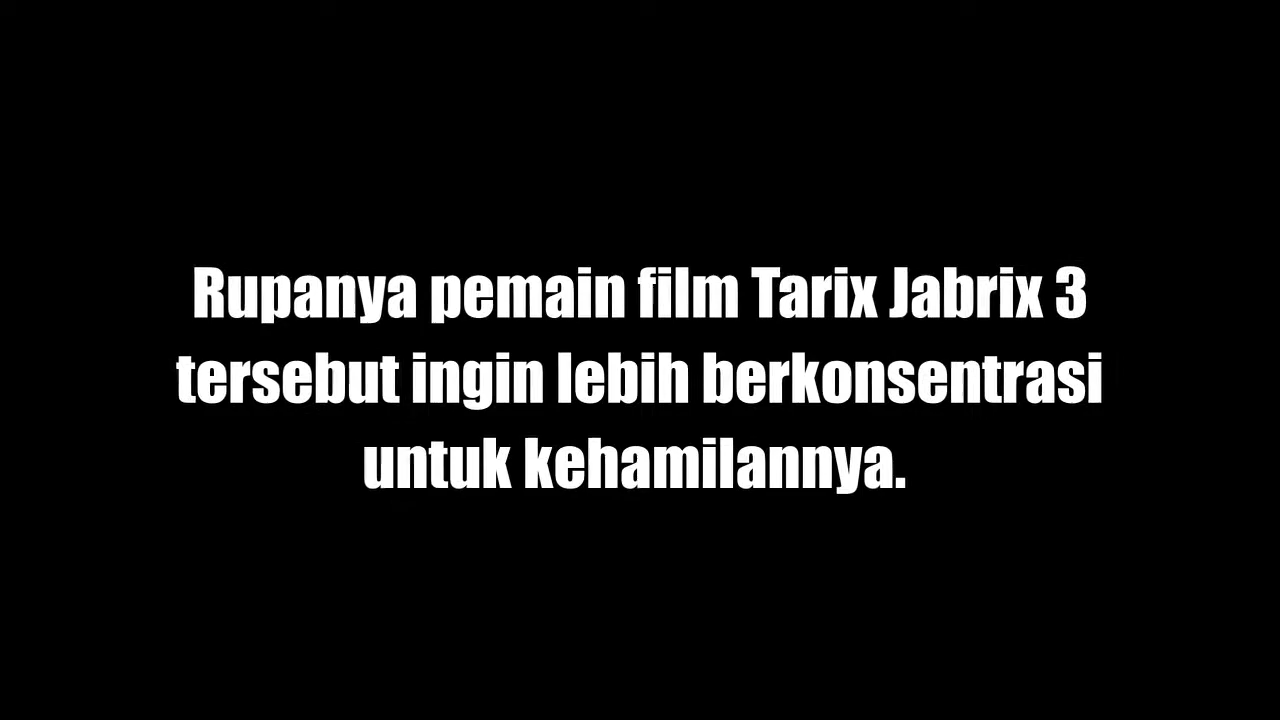 Rupanya pemain film Tarix Jabrix 3
tersebut ingin lebih berkonsentrasi
untuk kehamilannya.